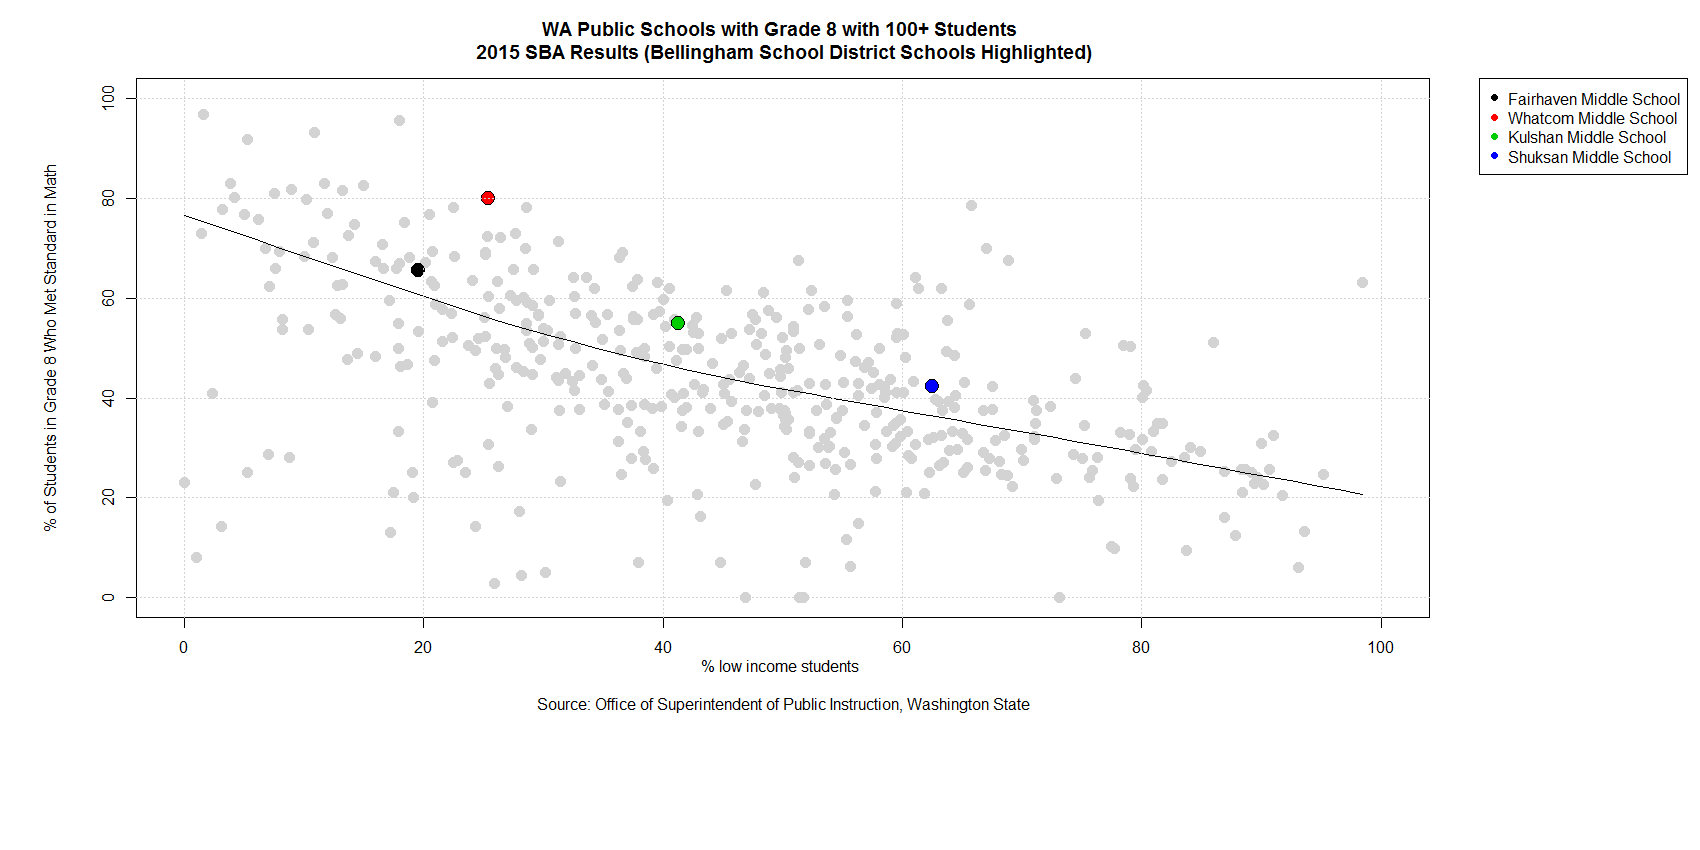 WA Public Schools with Grade 8 with 100+ Students
2015 SBA Results (Bellingham School District Schools Highlighted)
% of Students in Grade 8 Who Met Standard in Math
100
80
60
40
20
0
0 20 40 60 80 100
% low income students
Source: Office of Superintendent of Public Instruction, Washington State
Fairhaven Middle School
Whatcom Middle School
Kulshan Middle School
Shuksan Middle School